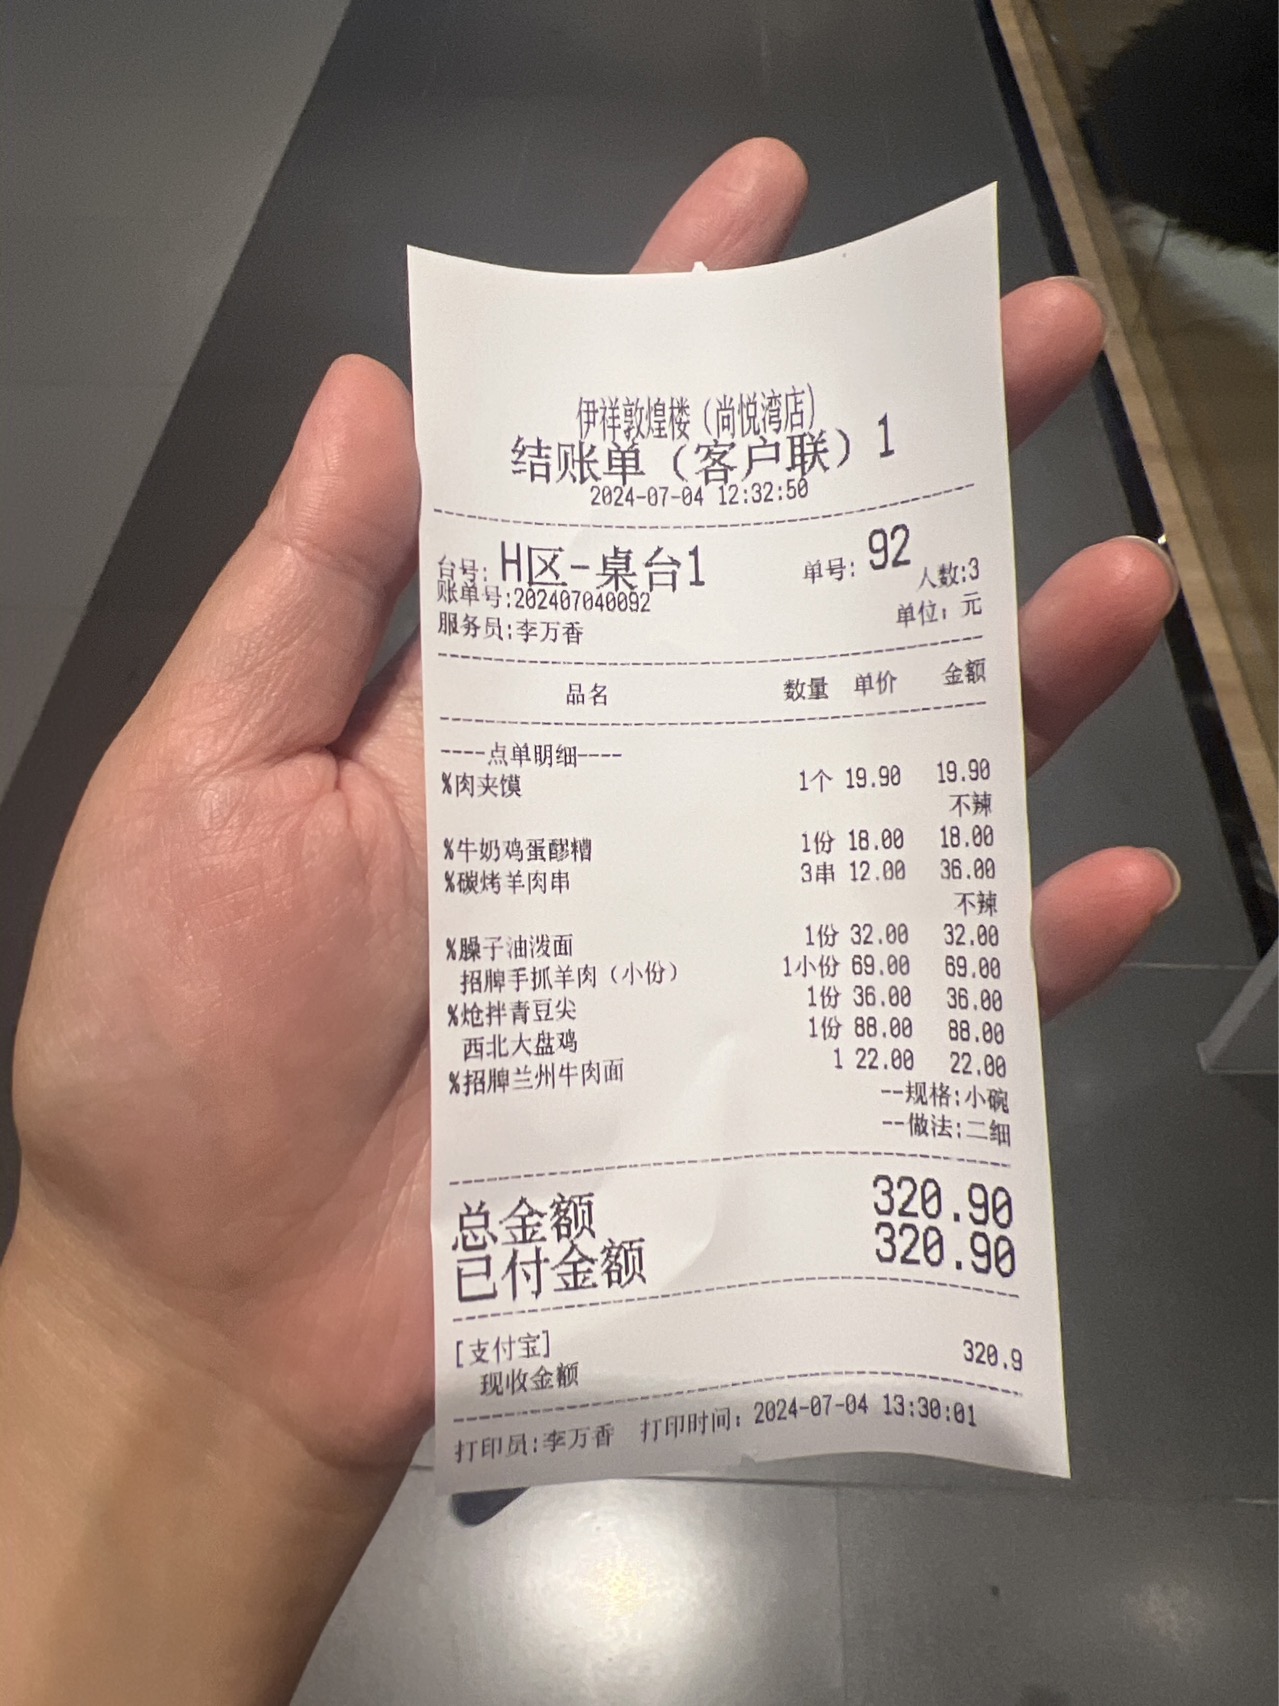 伊祥敦煌楼（尚悦湾店）
结账单（客户联）1
2024-07-04 12:32:50
台号: H区-桌台1 单号: 92
账单号:202407040092 人数:3
服务员:李万香 单位: 元
品名 数量 单价 金额
----点单明细----
%肉夹馍 1个 19.90 19.90
不辣
%牛奶鸡蛋醪糟 1份 18.00 18.00
%碳烤羊肉串 3串 12.00 36.00
不辣
%臊子油泼面 1份 32.00 32.00
招牌手抓羊肉（小份） 1小份 69.00 69.00
%炝拌青豆尖 1份 36.00 36.00
西北大盘鸡 1份 88.00 88.00
%招牌兰州牛肉面 1 22.00 22.00
--规格:小碗
--做法:二细
总金额 320.90
已付金额 320.90
[支付宝]
现收金额 320.9
打印员:李万香 打印时间: 2024-07-04 13:30:01